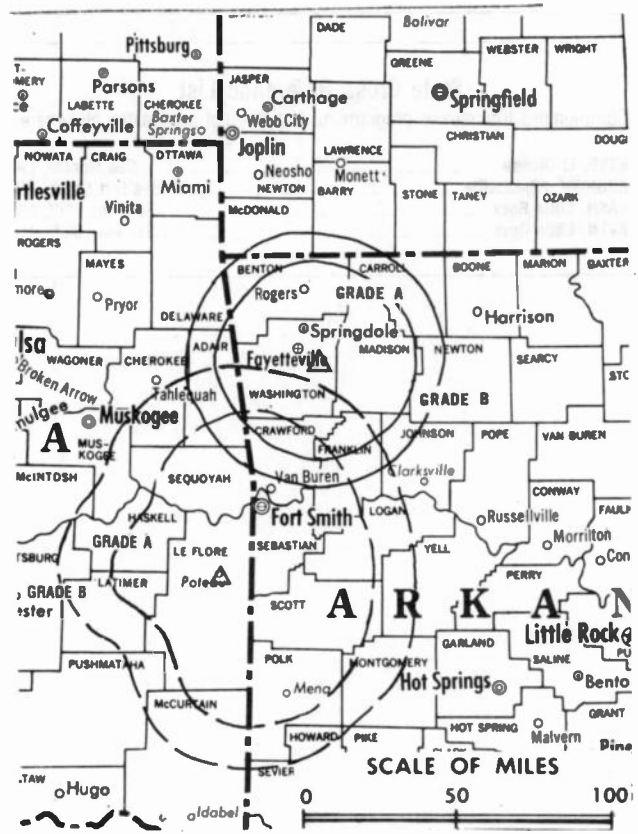 DADE
Bolivar
Pittsburg
GREENE
WEBSTER
WRIGHT
JASPER
Parsons
LABETTE
CHEROKEE
Carthage
Springfield
Baxter
Springs
Webb City
Coffeyville
Joplin
CHRISTIAN
LAWRENCE
NOWATA
CRAIG
OTTAWA
Neosho
Monett
Miami
NEWTON
BARRY
STONE
TANEY
OZARK
Vinita
McDONALD
ROGERS
MAYES
BENTON
CARROLL
BOONE
MARION
BAXTER
Rogers
GRADE A
Pryor
DELAWARE
Springdale
Harrison
ADAIR
MADISON
NEWTON
SEARCY
WAGONER
CHEROKEE
Fayetteville
Broken Arrow
Tahlequah
WASHINGTON
GRADE B
Muskogee
CRAWFORD
JOHNSON
POPE
VAN BUREN
A
MUS-
KOGEE
FRANKLIN
McINTOSH
SEQUOYAH
Van Buren
Clarksville
CONWAY
HASKELL
Fort Smith
LOGAN
Russellville
Morrilton
GRADE A
LE FLORE
SEBASTIAN
YELL
Poteau
PERRY
GRADE B
LATIMER
SCOTT
A R K A N
GARLAND
Little Rock
PUSHMATAHA
POLK
MONTGOMERY
SALINE
Hot Springs
Mena
McCURTAIN
GRANT
HOT SPRING
Malvern
HOWARD
PIKE
SEVIER
SCALE OF MILES
Hugo
Idabel
0 50 100